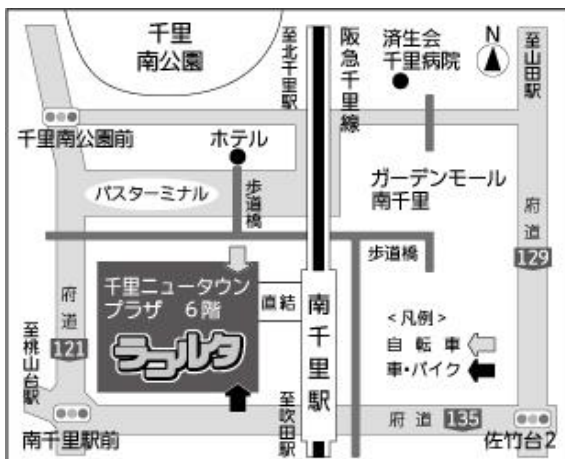 千里
南公園
至北千里駅
阪急千里線
済生会
千里病院
N
至山田駅
千里南公園前
ホテル
バスターミナル
歩道橋
ガーデンモール
南千里
府道
129
歩道橋
千里ニュータウン
プラザ 6階
ラコルタ
直結
南千里駅
<凡例>
自転車
車・バイク
府道
121
至桃山台駅
南千里駅前
至吹田駅
府道 135
佐竹台2